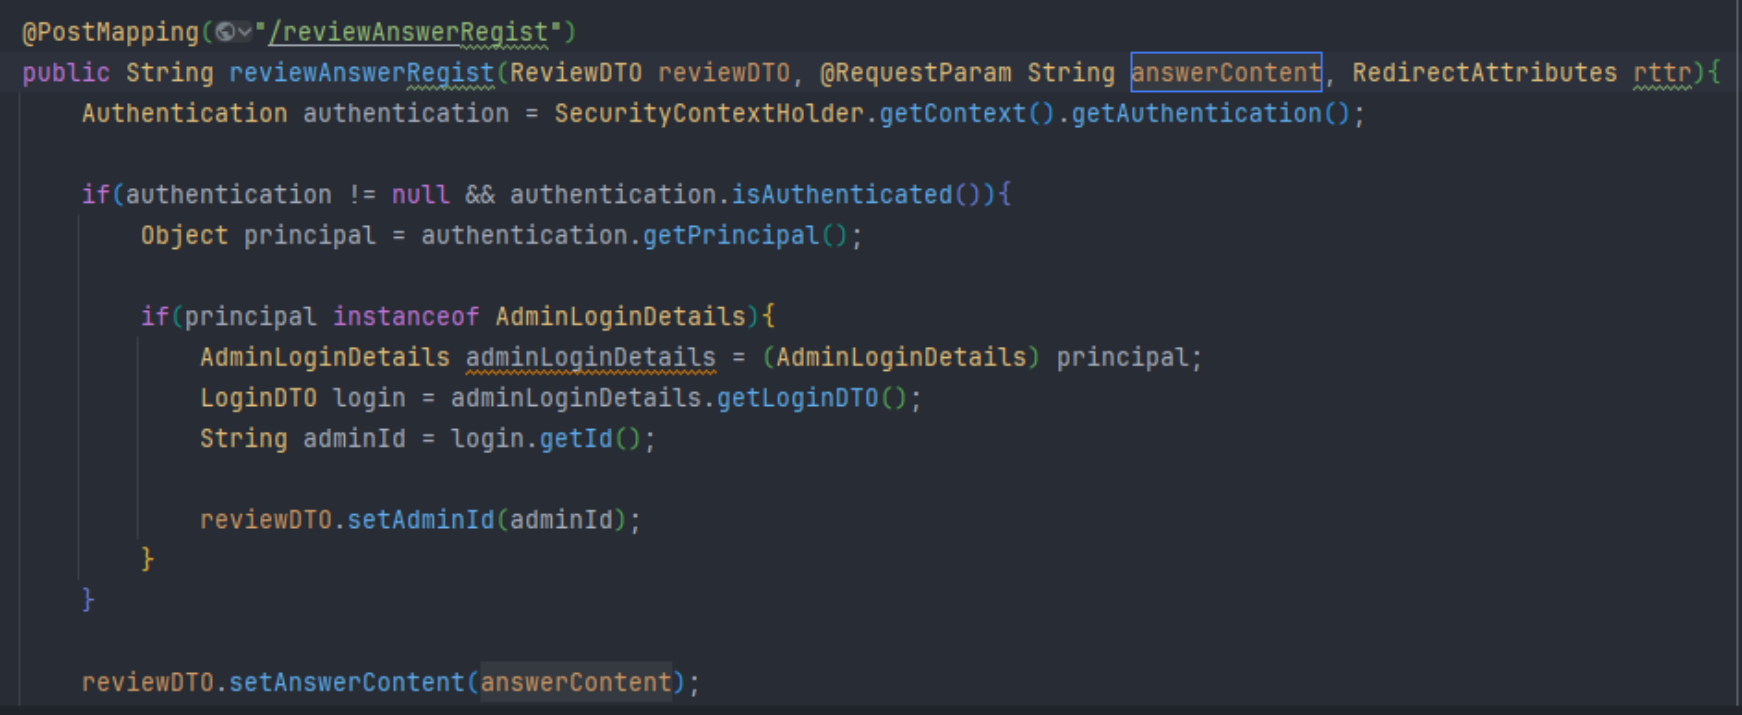 @PostMapping("/reviewAnswerRegist")
public String reviewAnswerRegist(ReviewDTO reviewDTO, @RequestParam String answerContent, RedirectAttributes rttr){
Authentication authentication = SecurityContextHolder.getContext().getAuthentication();
if(authentication != null && authentication.isAuthenticated()){
Object principal = authentication.getPrincipal();
if(principal instanceof AdminLoginDetails){
AdminLoginDetails adminLoginDetails = (AdminLoginDetails) principal;
LoginDTO login = adminLoginDetails.getLoginDTO();
String adminId = login.getId();
reviewDTO.setAdminId(adminId);
}
}
reviewDTO.setAnswerContent(answerContent);